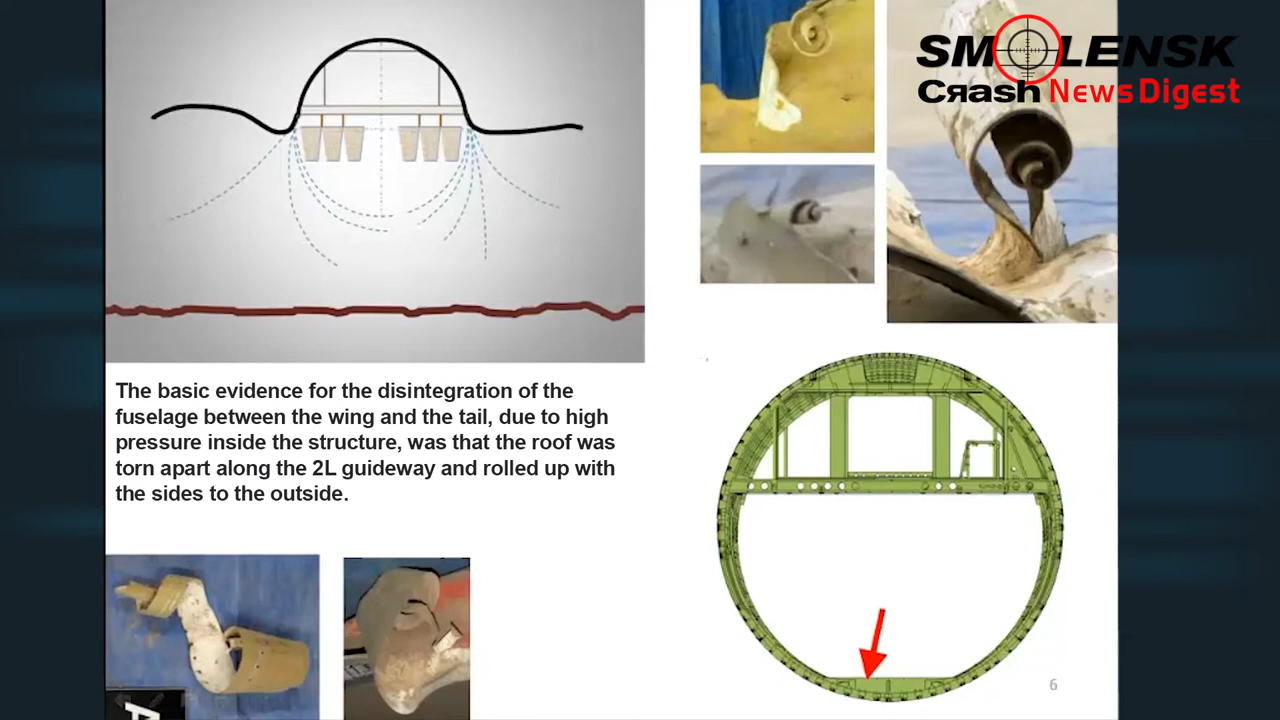 SMOLENSK
CЯash News Digest
The basic evidence for the disintegration of the
fuselage between the wing and the tail, due to high
pressure inside the structure, was that the roof was
torn apart along the 2L guideway and rolled up with
the sides to the outside.
6